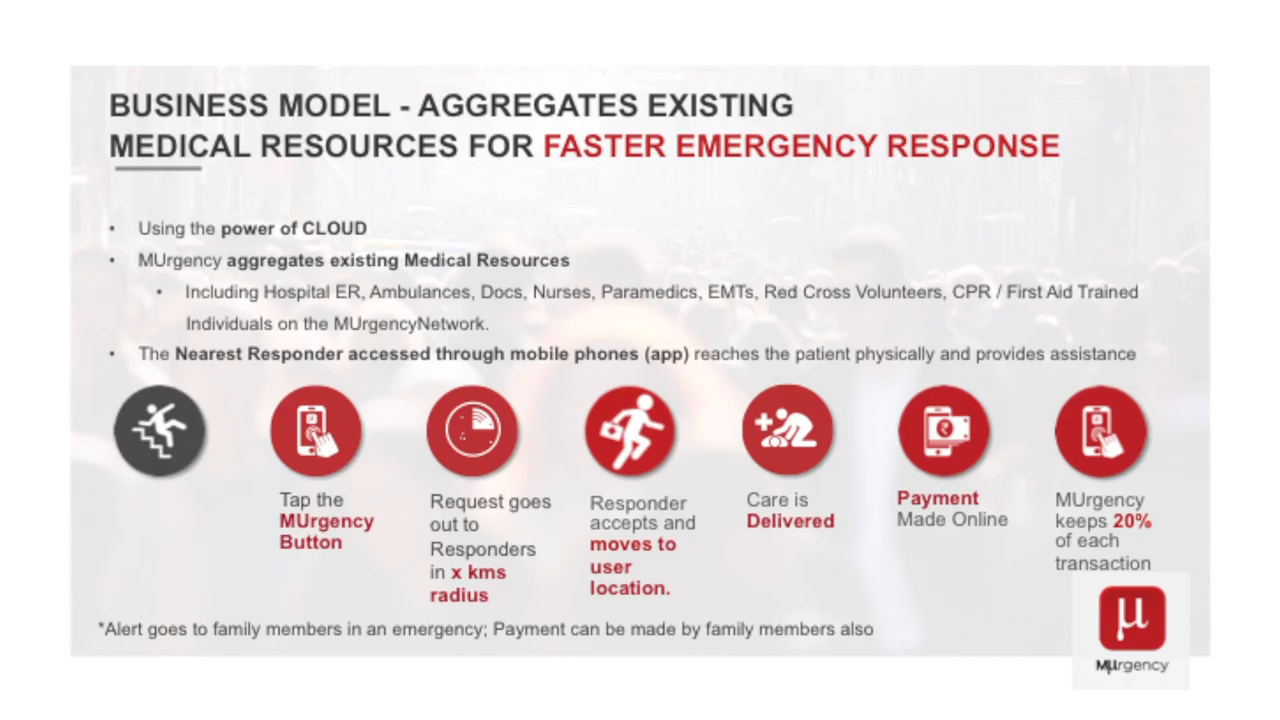 BUSINESS MODEL - AGGREGATES EXISTING
MEDICAL RESOURCES FOR FASTER EMERGENCY RESPONSE
• Using the power of CLOUD
• MUrgency aggregates existing Medical Resources
• Including Hospital ER, Ambulances, Docs, Nurses, Paramedics, EMTs, Red Cross Volunteers, CPR / First Aid Trained
Individuals on the MUrgencyNetwork.
• The Nearest Responder accessed through mobile phones (app) reaches the patient physically and provides assistance
Tap the
MUrgency
Button
Request goes
out to
Responders
in x kms
radius
Responder
accepts and
moves to
user
location.
Care is
Delivered
Payment
Made Online
MUrgency
keeps 20%
of each
transaction
*Alert goes to family members in an emergency; Payment can be made by family members also
μ
MμUrgency